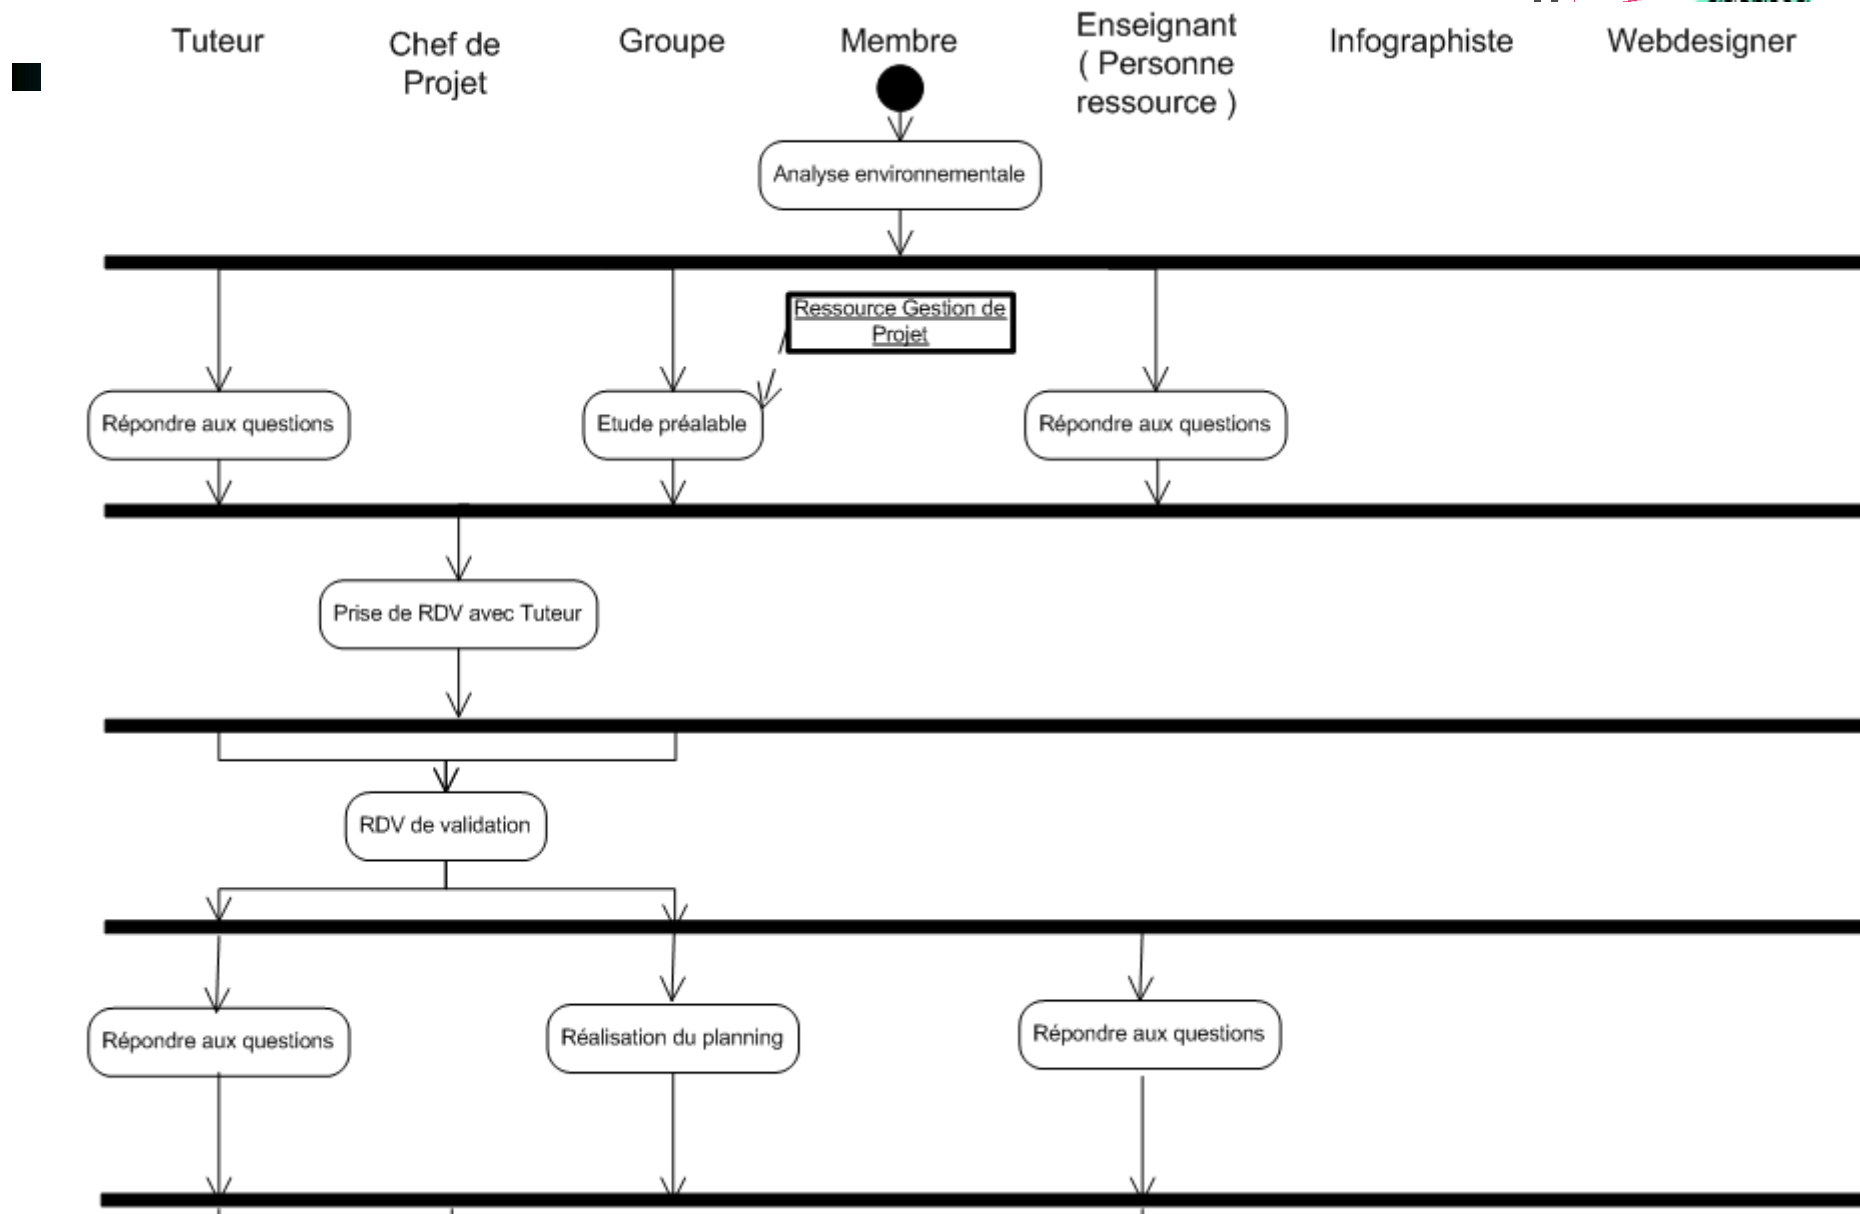 Tuteur
Chef de
Projet
Groupe
Membre
Enseignant
( Personne
ressource )
Infographiste
Webdesigner
Analyse environnementale
Ressource Gestion de
Projet
Répondre aux questions
Etude préalable
Répondre aux questions
Prise de RDV avec Tuteur
RDV de validation
Répondre aux questions
Réalisation du planning
Répondre aux questions